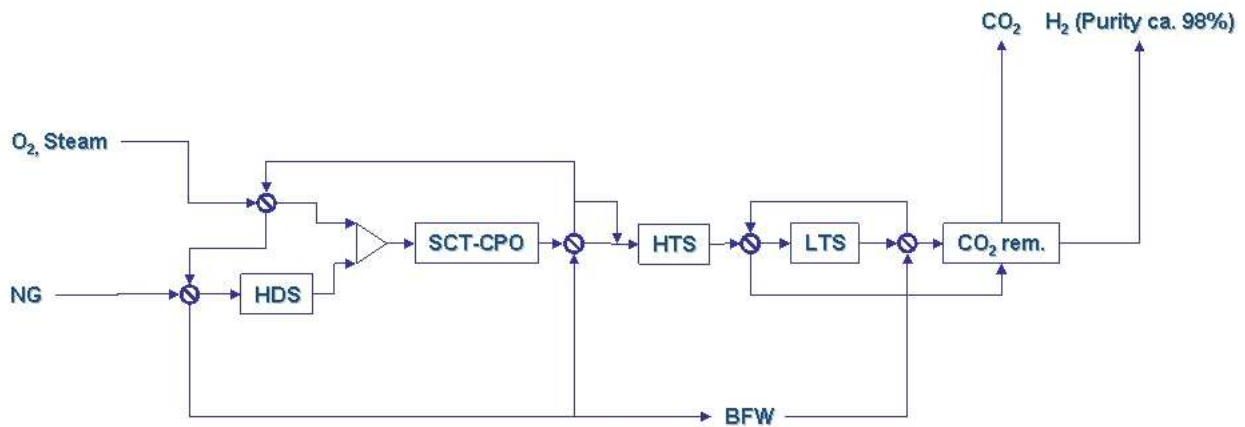 CO₂ H₂ (Purity ca. 98%)
O₂, Steam
SCT-CPO
HTS
LTS
CO₂ rem.
NG
HDS
BFW